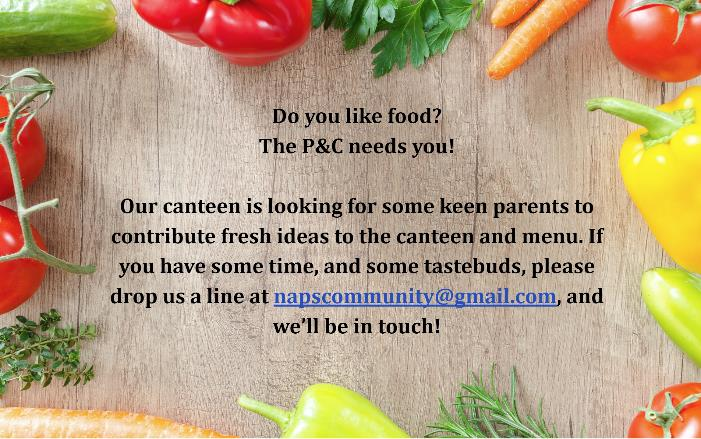 Do you like food?
The P&C needs you!
Our canteen is looking for some keen parents to
contribute fresh ideas to the canteen and menu. If
you have some time, and some tastebuds, please
drop us a line at napscommunity@gmail.com, and
we’ll be in touch!